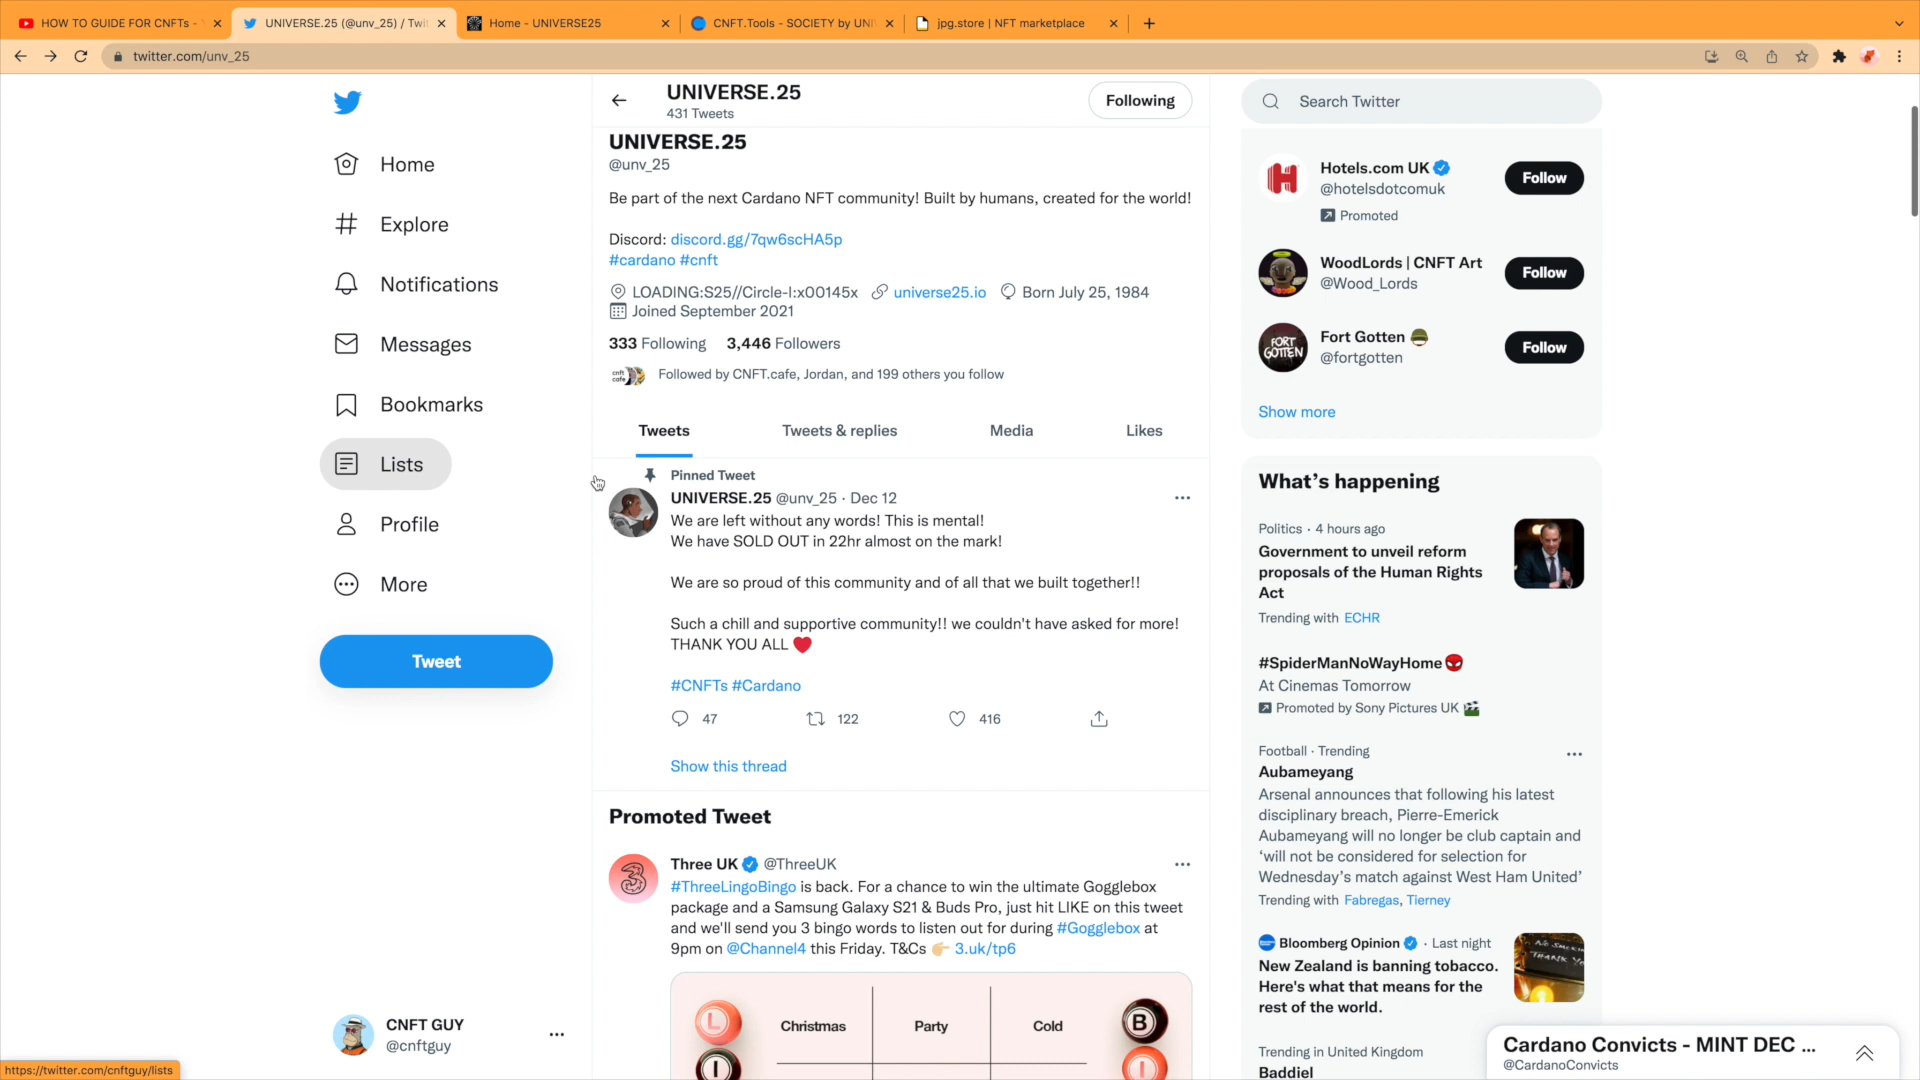 HOW TO GUIDE FOR CNFTs -
UNIVERSE.25 (@unv_25) / Twi
Home - UNIVERSE25
CNFT.Tools - SOCIETY by UNI
jpg.store | NFT marketplace
twitter.com/unv_25
Home
Explore
Notifications
Messages
Bookmarks
Lists
Profile
More
Tweet
CNFT GUY
@cnftguy
https://twitter.com/cnftguy/lists
UNIVERSE.25
431 Tweets
Following
UNIVERSE.25
@unv_25
Be part of the next Cardano NFT community! Built by humans, created for the world!
Discord: discord.gg/7qw6scHA5p
#cardano #cnft
LOADING:S25//Circle-I:x00145x universe25.io Born July 25, 1984
Joined September 2021
333 Following 3,446 Followers
cnft cafe
Followed by CNFT.cafe, Jordan, and 199 others you follow
Tweets Tweets & replies Media Likes
Pinned Tweet
UNIVERSE.25 @unv_25 · Dec 12
We are left without any words! This is mental!
We have SOLD OUT in 22hr almost on the mark!
We are so proud of this community and of all that we built together!!
Such a chill and supportive community!! we couldn't have asked for more!
THANK YOU ALL ❤️
#CNFTs #Cardano
47 122 416
Show this thread
Promoted Tweet
Three UK @ThreeUK
#ThreeLingoBingo is back. For a chance to win the ultimate Gogglebox
package and a Samsung Galaxy S21 & Buds Pro, just hit LIKE on this tweet
and we'll send you 3 bingo words to listen out for during #Gogglebox at
9pm on @Channel4 this Friday. T&Cs 👉 3.uk/tp6
L Christmas Party Cold B
I I
Search Twitter
Hotels.com UK
@hotelsdotcomuk
Promoted
Follow
WoodLords | CNFT Art
@Wood_Lords
Follow
FORT GOTTEN
Fort Gotten
@fortgotten
Follow
Show more
What's happening
Politics · 4 hours ago
Government to unveil reform
proposals of the Human Rights
Act
Trending with ECHR
#SpiderManNoWayHome
At Cinemas Tomorrow
Promoted by Sony Pictures UK
Football · Trending
Aubameyang
Arsenal announces that following his latest
disciplinary breach, Pierre-Emerick
Aubameyang will no longer be club captain and
'will not be considered for selection for
Wednesday's match against West Ham United'
Trending with Fabregas, Tierney
Bloomberg Opinion · Last night
New Zealand is banning tobacco.
Here's what that means for the
rest of the world.
NO SMOKING
THANK YO
Trending in United Kingdom
Baddiel
Cardano Convicts - MINT DEC ...
@CardanoConvicts